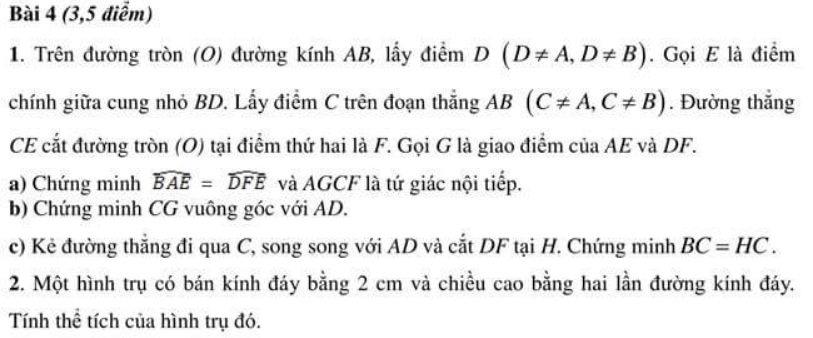 Bài 4 (3,5 điểm)
1. Trên đường tròn (O) đường kính AB, lấy điểm D (D ≠ A, D ≠ B). Gọi E là điểm
chính giữa cung nhỏ BD. Lấy điểm C trên đoạn thẳng AB (C ≠ A, C ≠ B). Đường thẳng
CE cắt đường tròn (O) tại điểm thứ hai là F. Gọi G là giao điểm của AE và DF.
a) Chứng minh \widehat{BAE} = \widehat{DFE} và AGCF là tứ giác nội tiếp.
b) Chứng minh CG vuông góc với AD.
c) Kẻ đường thẳng đi qua C, song song với AD và cắt DF tại H. Chứng minh BC = HC.
2. Một hình trụ có bán kính đáy bằng 2 cm và chiều cao bằng hai lần đường kính đáy.
Tính thể tích của hình trụ đó.